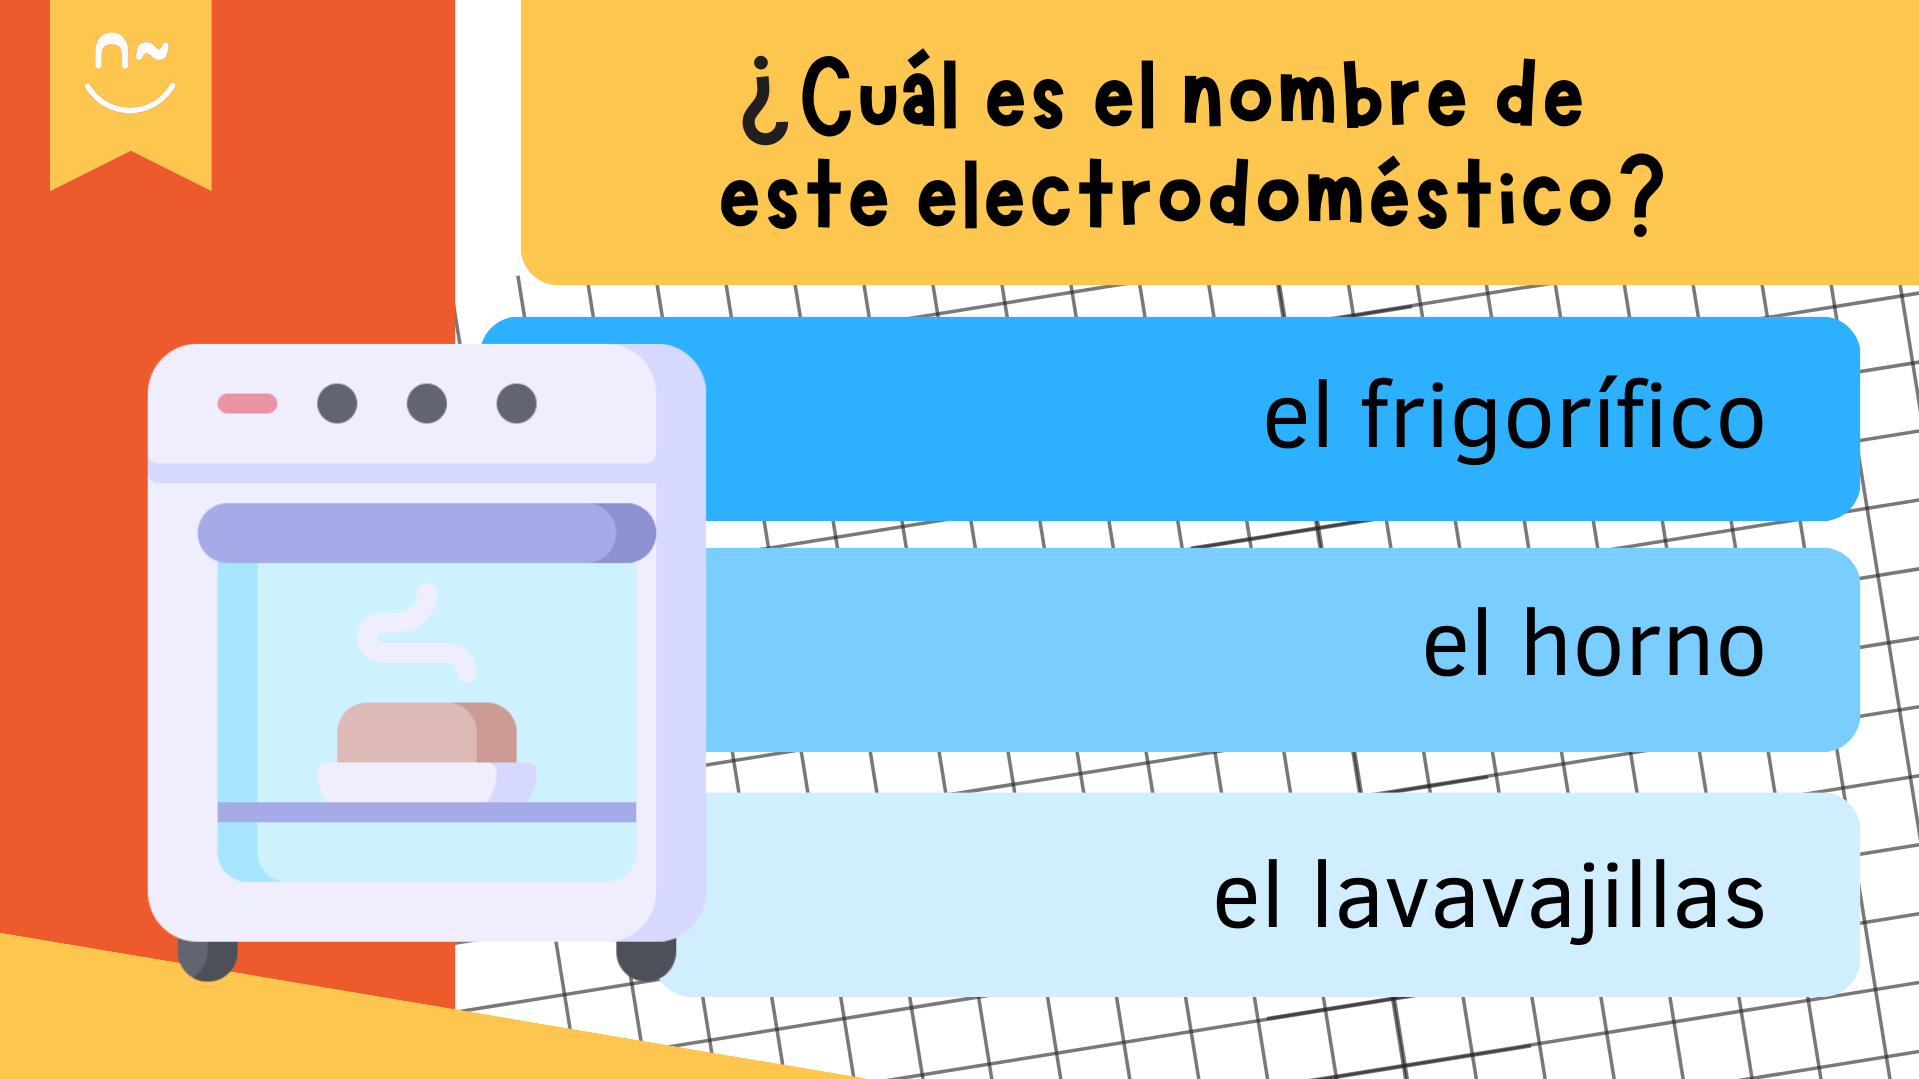 ¿Cuál es el nombre de
este electrodoméstico?
el frigorífico
el horno
el lavavajillas